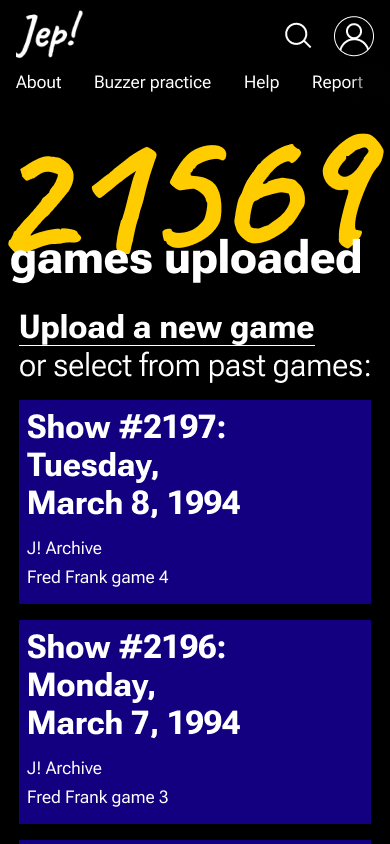 Jep!
About Buzzer practice Help Report
21569
games uploaded
Upload a new game
or select from past games:
Show #2197:
Tuesday,
March 8, 1994
J! Archive
Fred Frank game 4
Show #2196:
Monday,
March 7, 1994
J! Archive
Fred Frank game 3